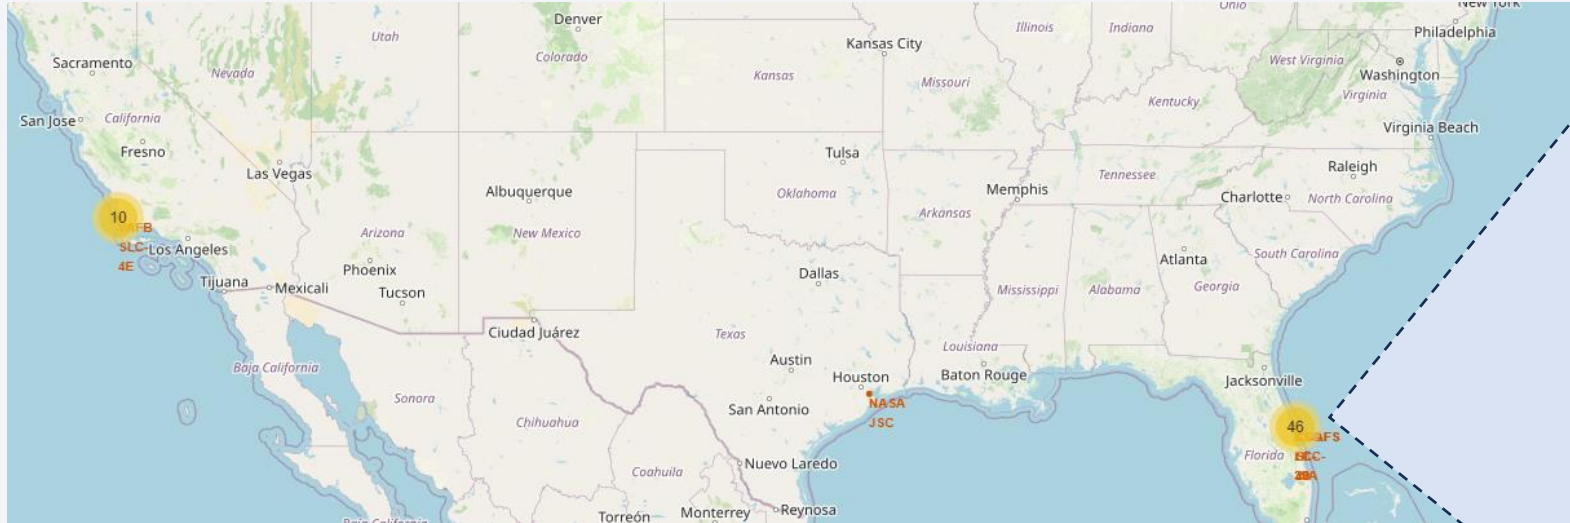 New York
Ohio
Denver
Illinois
Indiana
Philadelphia
Utah
Kansas City
Colorado
West Virginia
Sacramento
Nevada
Kansas
Missouri
Washington
Virginia
Kentucky
California
San Jose
Virginia Beach
Fresno
Tulsa
Raleigh
Las Vegas
Tennessee
Albuquerque
Oklahoma
Memphis
Charlotte
North Carolina
10
Arkansas
Arizona
New Mexico
SLC-
Los Angeles
4E
South Carolina
Atlanta
Phoenix
Dallas
Tijuana
Mexicali
Tucson
Mississippi
Alabama
Georgia
Ciudad Juárez
Texas
Louisiana
Austin
Baja California
Houston
Baton Rouge
Jacksonville
Sonora
NASA
JSC
San Antonio
Chihuahua
46
Florida
Nuevo Laredo
Coahuila
Torreón
Monterrey
Reynosa
Baja California